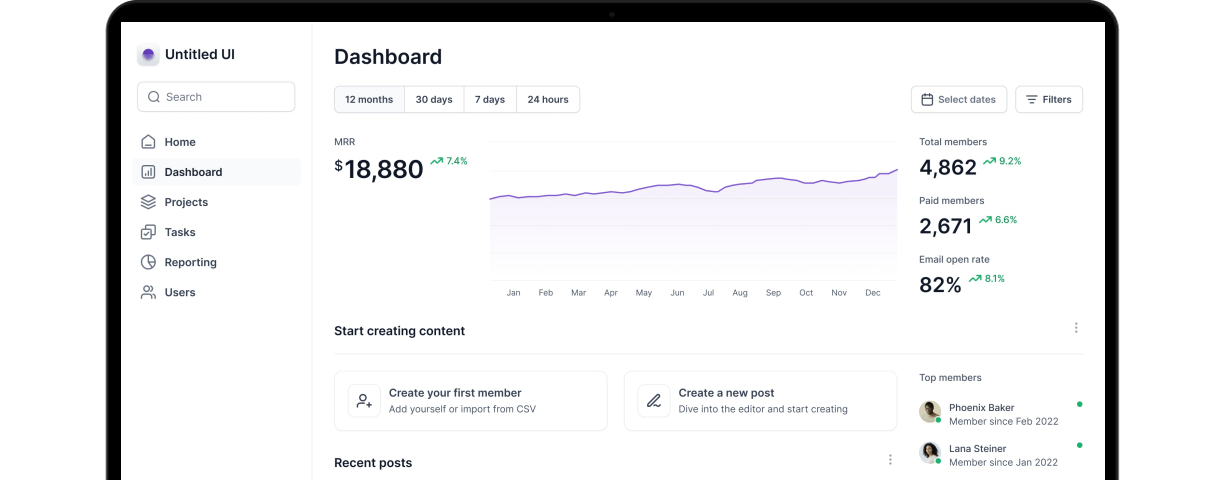 Untitled UI
Search
Home
Dashboard
Projects
Tasks
Reporting
Users
Dashboard
12 months 30 days 7 days 24 hours
Select dates Filters
MRR
$18,880 7.4%
Jan Feb Mar Apr May Jun Jul Aug Sep Oct Nov Dec
Total members
4,862 9.2%
Paid members
2,671 6.6%
Email open rate
82% 8.1%
Start creating content
Create your first member
Add yourself or import from CSV
Create a new post
Dive into the editor and start creating
Top members
Phoenix Baker
Member since Feb 2022
Lana Steiner
Member since Jan 2022
Recent posts